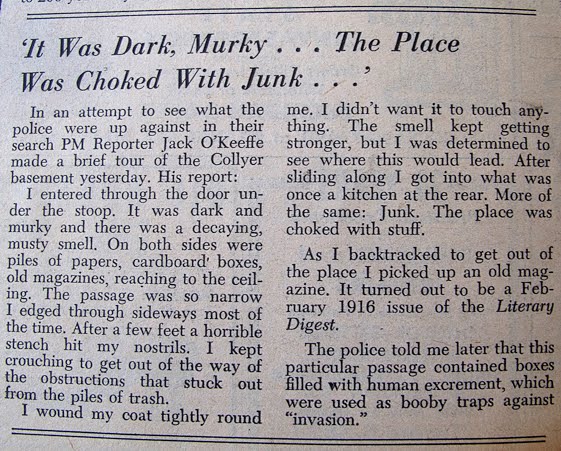 'It Was Dark, Murky . . . The Place
Was Choked With Junk . . .'
In an attempt to see what the
police were up against in their
search PM Reporter Jack O'Keeffe
made a brief tour of the Collyer
basement yesterday. His report:
I entered through the door un-
der the stoop. It was dark and
murky and there was a decaying,
musty smell. On both sides were
piles of papers, cardboard boxes,
old magazines, reaching to the ceil-
ing. The passage was so narrow
I edged through sideways most of
the time. After a few feet a horrible
stench hit my nostrils. I kept
crouching to get out of the way of
the obstructions that stuck out
from the piles of trash.
I wound my coat tightly round
me. I didn't want it to touch any-
thing. The smell kept getting
stronger, but I was determined to
see where this would lead. After
sliding along I got into what was
once a kitchen at the rear. More of
the same: Junk. The place was
choked with stuff.
As I backtracked to get out of
the place I picked up an old mag-
azine. It turned out to be a Feb-
ruary 1916 issue of the Literary
Digest.
The police told me later that this
particular passage contained boxes
filled with human excrement, which
were used as booby traps against
"invasion."